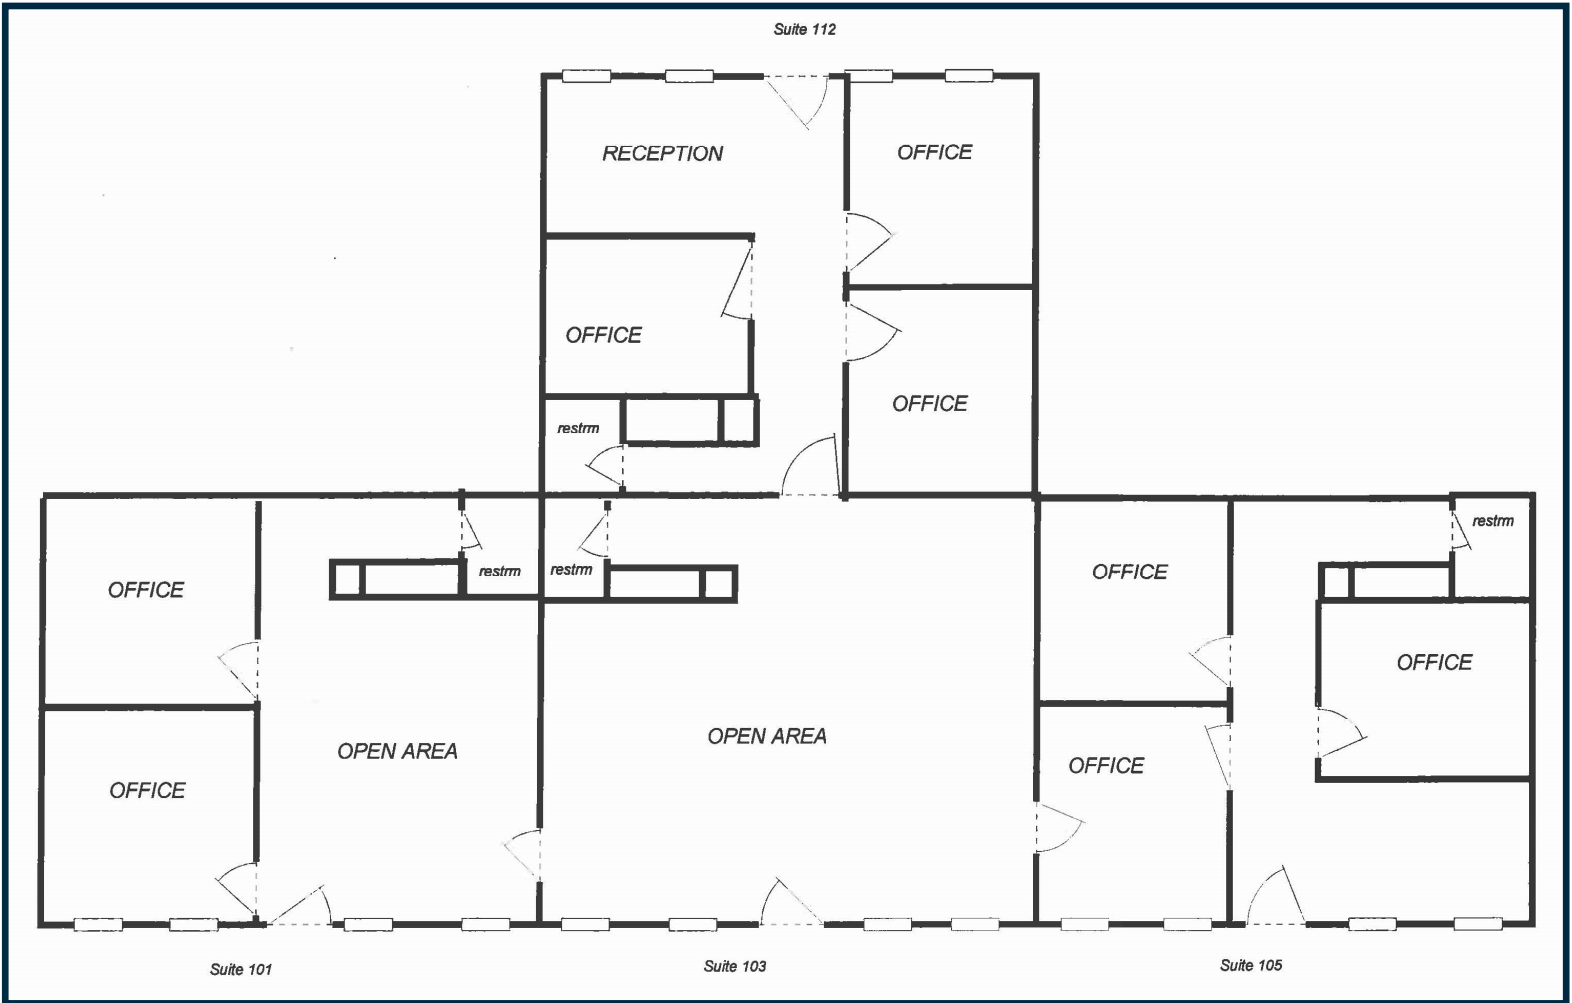 Suite 112
RECEPTION
OFFICE
OFFICE
OFFICE
restrm
restrm
restrm
restrm
OFFICE
OFFICE
OFFICE
OPEN AREA
OPEN AREA
OFFICE
OFFICE
Suite 101
Suite 103
Suite 105